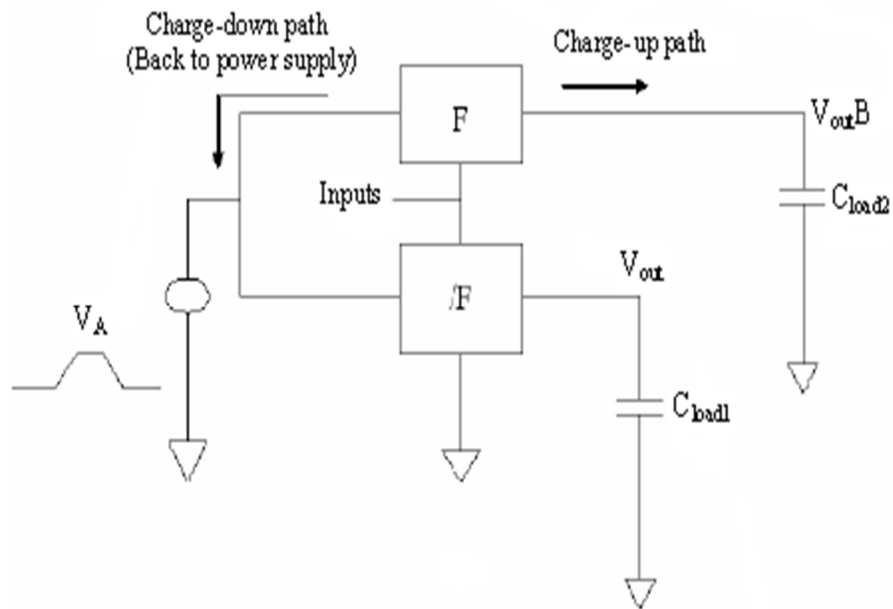 Charge-down path
(Back to power supply)
Charge-up path
F
VoutB
Inputs
Cload2
Vout
/F
VA
Cload1